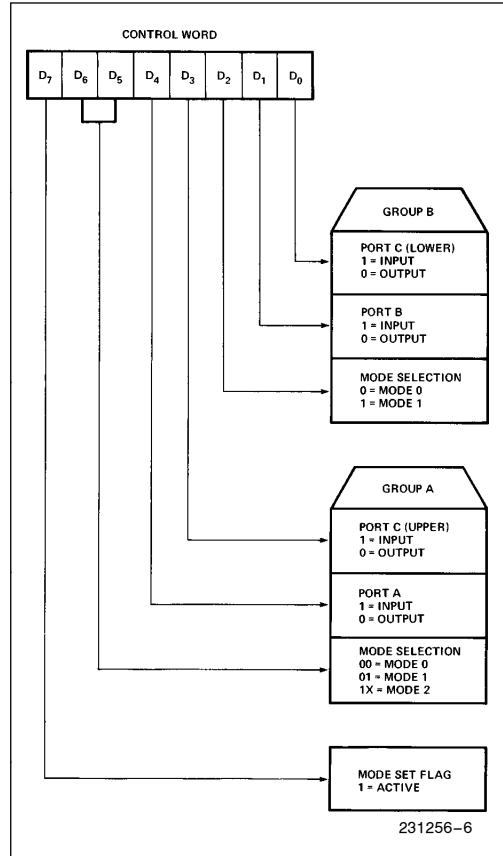 CONTROL WORD
D7 D6 D5 D4 D3 D2 D1 D0
GROUP B
PORT C (LOWER)
1 = INPUT
0 = OUTPUT
PORT B
1 = INPUT
0 = OUTPUT
MODE SELECTION
0 = MODE 0
1 = MODE 1
GROUP A
PORT C (UPPER)
1 = INPUT
0 = OUTPUT
PORT A
1 = INPUT
0 = OUTPUT
MODE SELECTION
00 = MODE 0
01 = MODE 1
1X = MODE 2
MODE SET FLAG
1 = ACTIVE
231256–6